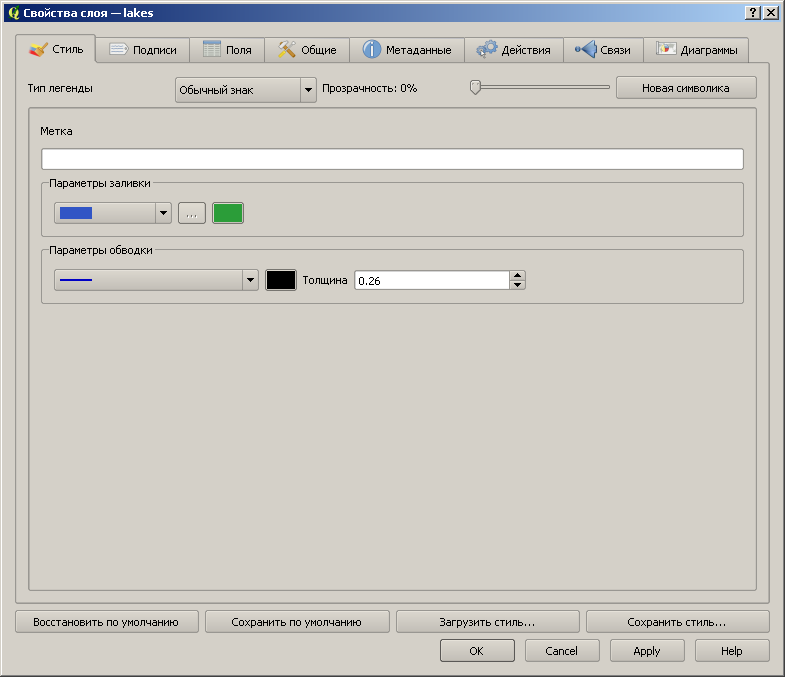 Свойства слоя — lakes
Стиль Подписи Поля Общие Метаданные Действия Связи Диаграммы
Тип легенды Обычный знак Прозрачность: 0% Новая символика
Метка
Параметры заливки
...
Параметры обводки
Толщина 0.26
Восстановить по умолчанию Сохранить по умолчанию Загрузить стиль... Сохранить стиль...
OK Cancel Apply Help